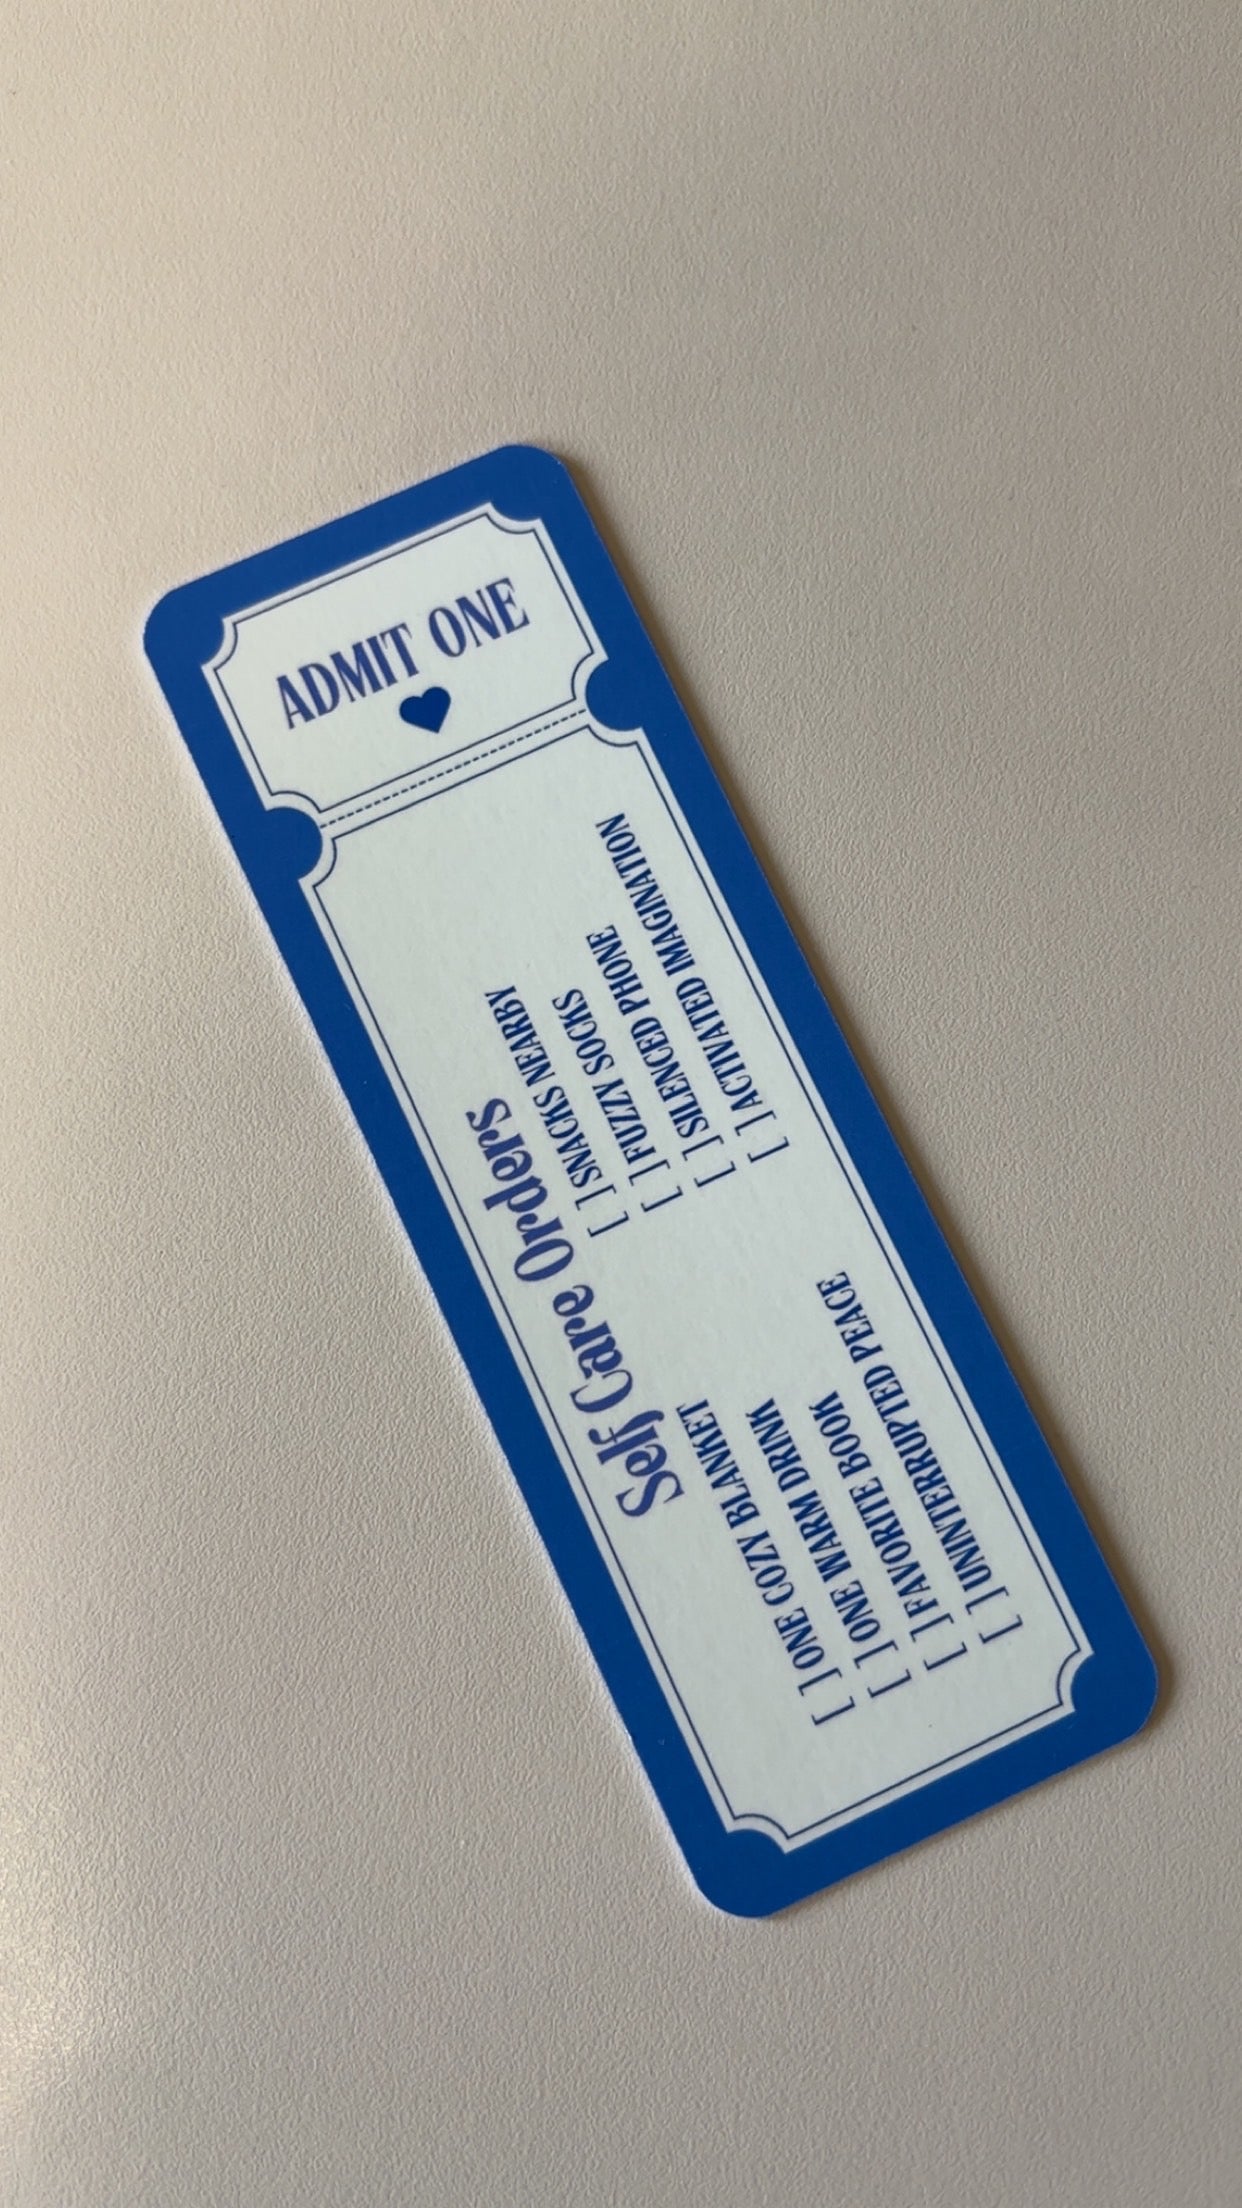 ADMIT ONE
Self Care Orders
[ ] ONE COZY BLANKET
[ ] ONE WARM DRINK
[ ] FAVORITE BOOK
[ ] UNINTERRUPTED PEACE
[ ] SNACKS NEARBY
[ ] FUZZY SOCKS
[ ] SILENCED PHONE
[ ] ACTIVATED IMAGINATION